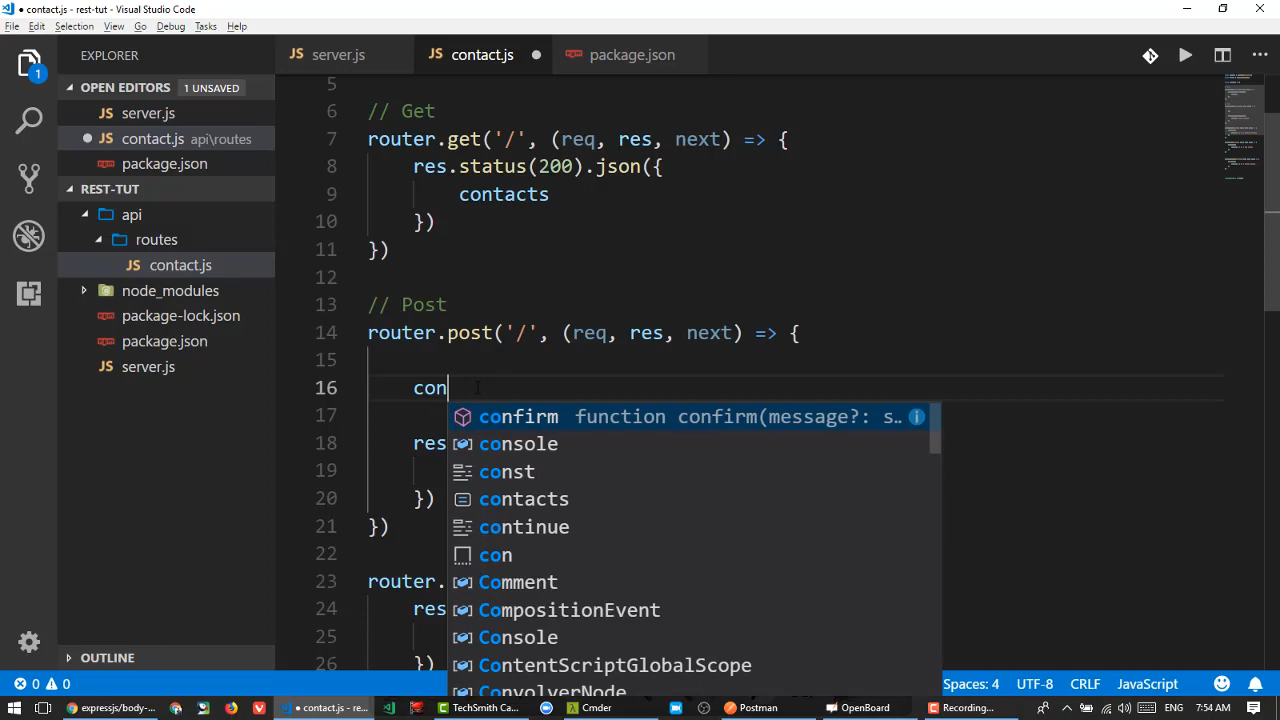 contact.js - rest-tut - Visual Studio Code
File Edit Selection View Go Debug Tasks Help
EXPLORER
JS server.js
JS contact.js
package.json
1
OPEN EDITORS 1 UNSAVED
JS server.js
JS contact.js api\routes
package.json
REST-TUT
api
routes
JS contact.js
node_modules
package-lock.json
package.json
JS server.js
OUTLINE
5
6 // Get
7 router.get('/', (req, res, next) => {
8 res.status(200).json({
9 contacts
10 })
11 })
12
13 // Post
14 router.post('/', (req, res, next) => {
15
16 con
17
18 res
19
20 })
21 })
22
23 router.
24 res
25
26 })
confirm function confirm(message?: s..
console
const
contacts
continue
con
Comment
CompositionEvent
Console
ContentScriptGlobalScope
ConvolverNode
0 0
Spaces: 4 UTF-8 CRLF JavaScript
expressjs/body-...
contact.js - rest-t...
TechSmith Ca...
Cmder
Postman
OpenBoard
Recording...
7:54 AM